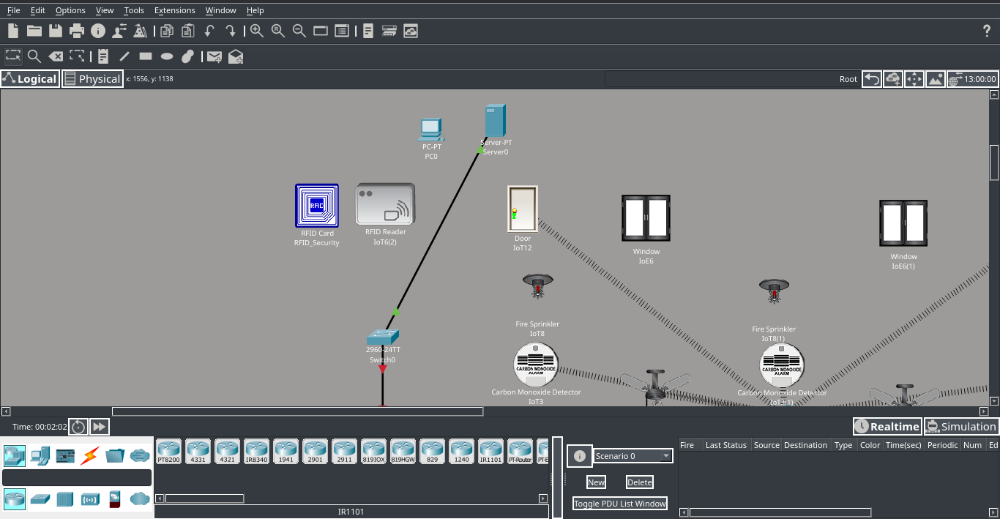 File Edit Options View Tools Extensions Window Help
?
Logical Physical x: 1556, y: 1138 Root 13:00:00
PC-PT
PC0
Server-PT
Server0
RFIC
RFID Card
RFID_Security
RFID Reader
IoT6(2)
Door
IoT12
Window
IoE6
Window
IoE6(1)
Fire Sprinkler
IoT8
Fire Sprinkler
IoT8(1)
2960-24TT
Switch0
CARBON MONOXIDE
ALARM
Carbon Monoxide Detector
IoT3
CARBON MONOXIDE
ALARM
Carbon Monoxide Detector
IoT3(1)
Time: 00:02:02 Realtime Simulation
PT8200 4331 4321 IR8340 1941 2901 2911 819IOX 819HGW 829 1240 IR1101 PT-Router PT-E
IR1101
Scenario 0
New Delete
Toggle PDU List Window
Fire Last Status Source Destination Type Color Time(sec) Periodic Num Ed